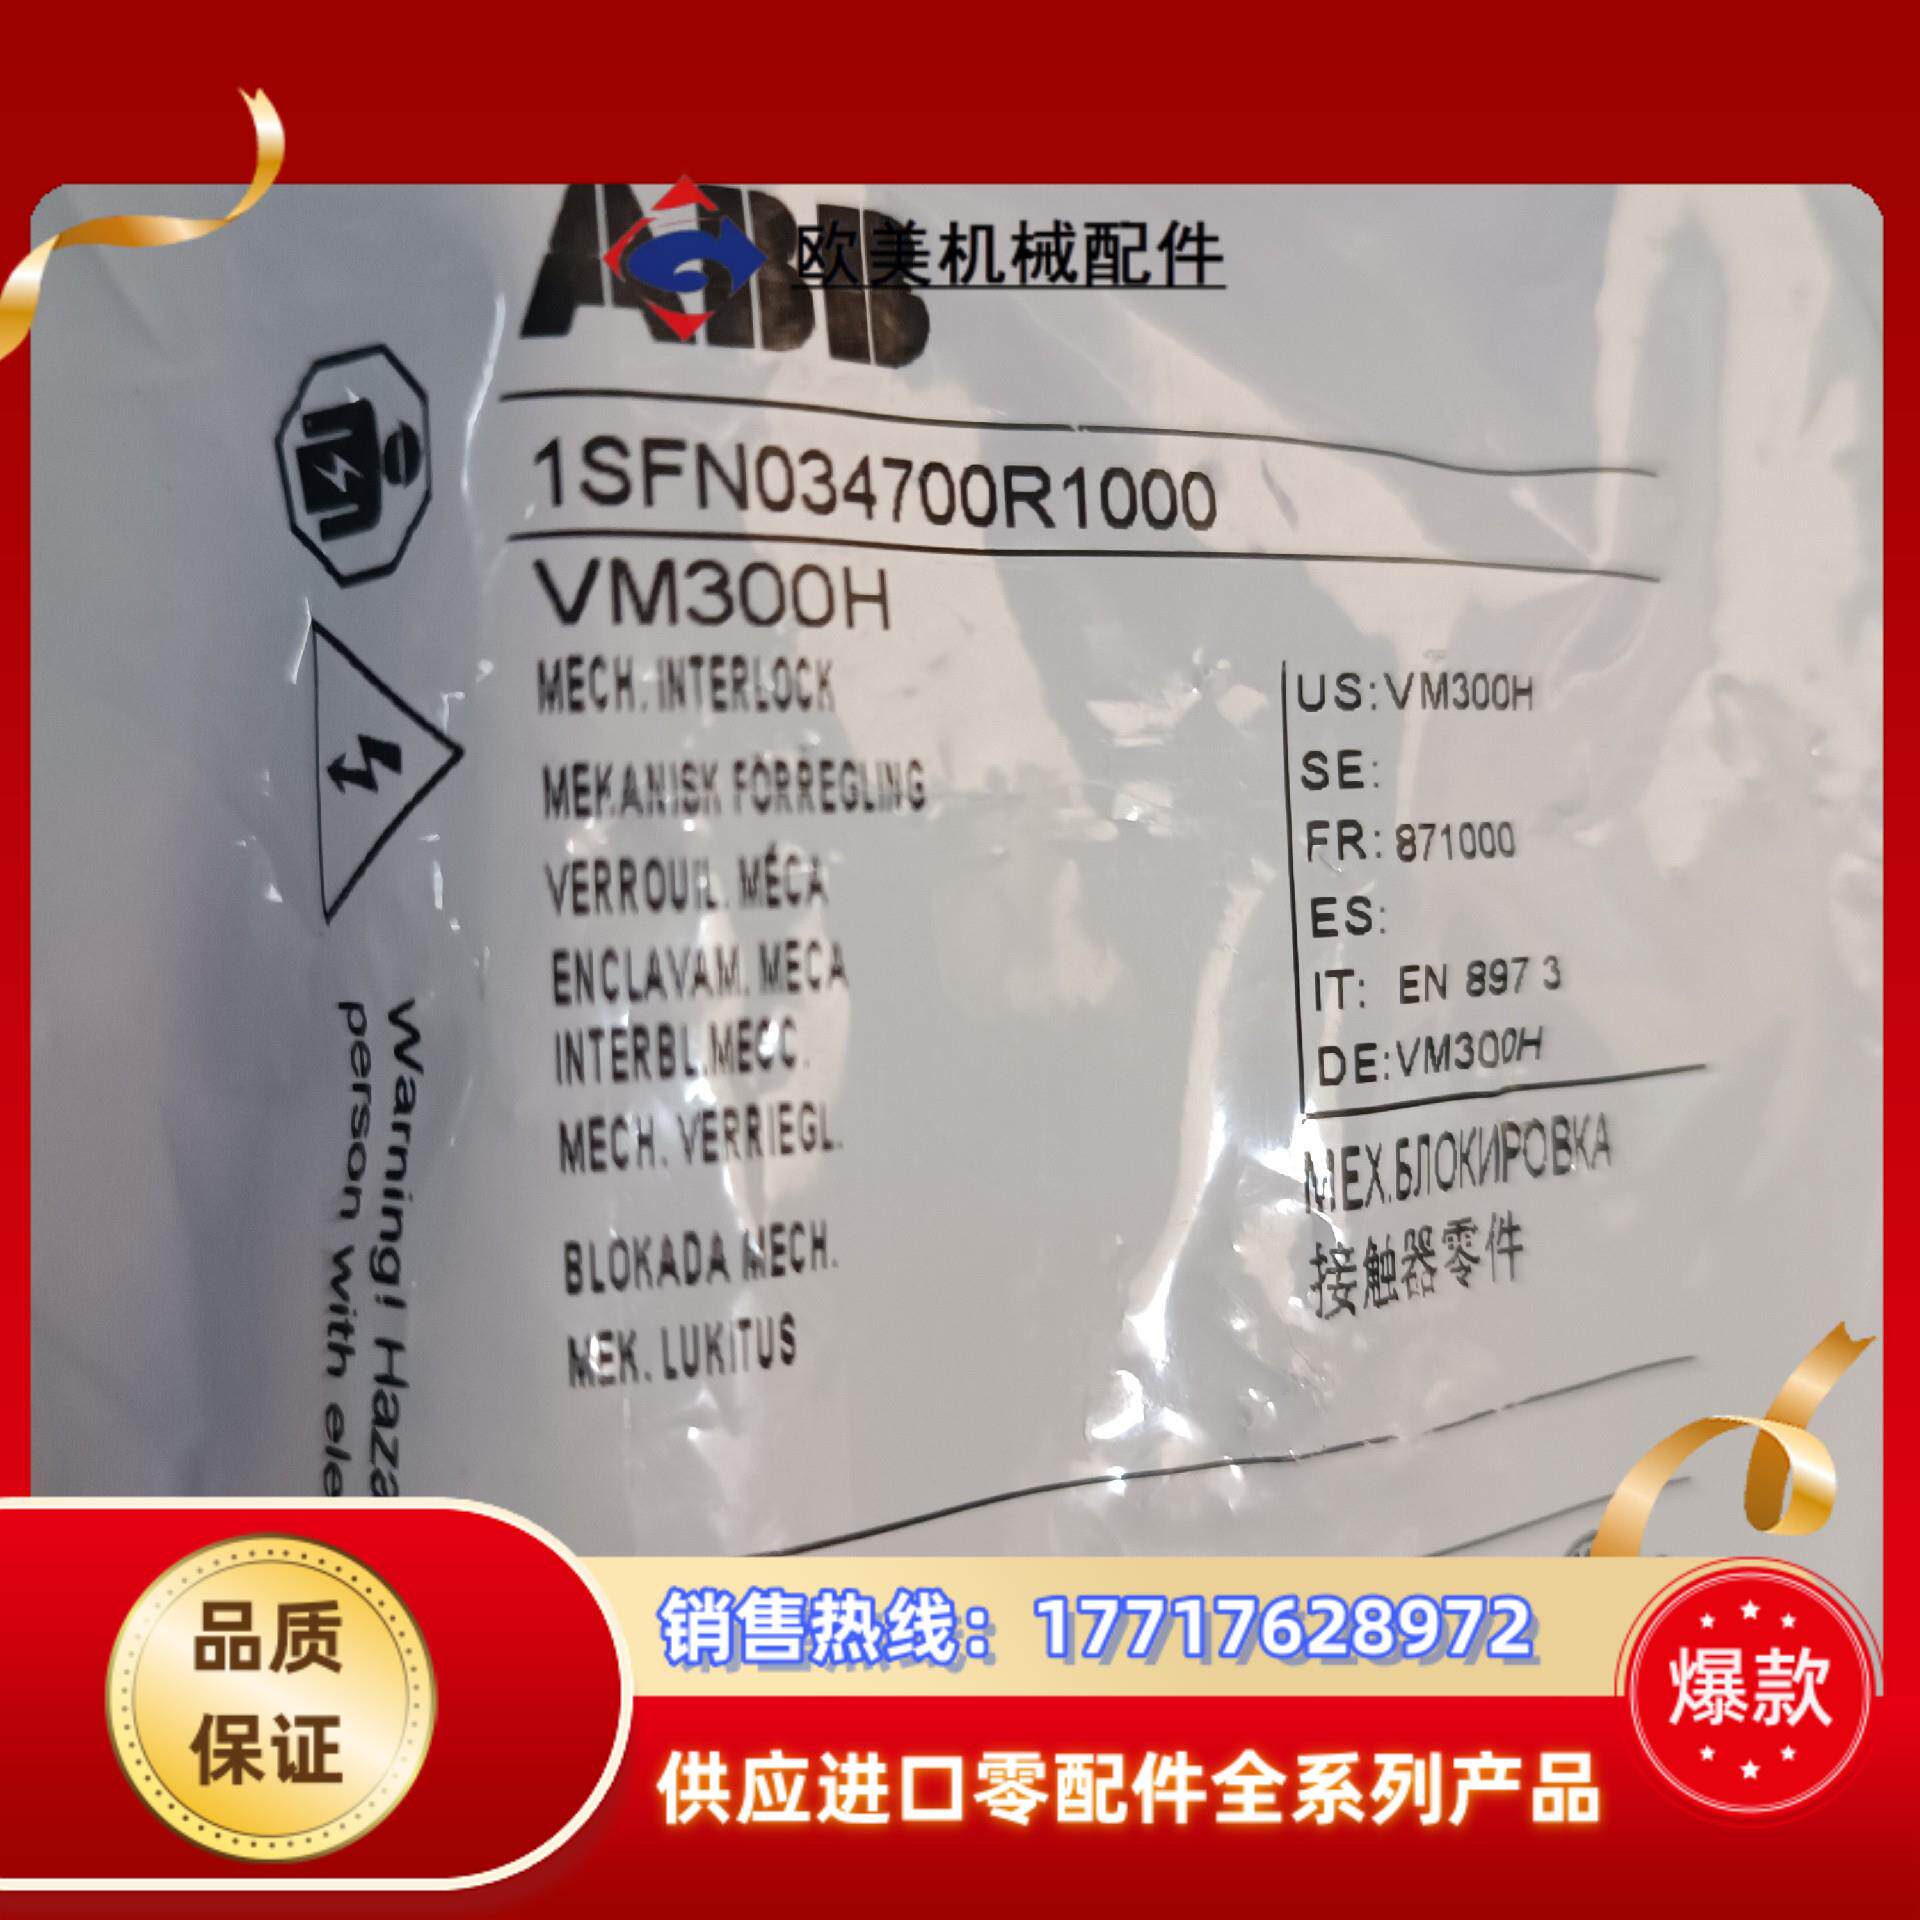 ABB
欧美机械配件
1SFN034700R1000
VM300H
MECH. INTERLOCK
MEKANISK FÖRREGLING
VERROUIL. MÉCA
ENCLAVAM. MECA
INTERBL.MECC.
MECH. VERRIEGL.
BLOKADA MECH.
MEK. LUKITUS
US:VM300H
SE:
FR: 871000
ES:
IT: EN 897 3
DE:VM300H
МЕХ.БЛОКИРОВКА
接触器零件
Warning! Haza
person with ele
品质
保证
销售热线：17717628972
爆款
供应进口零配件全系列产品